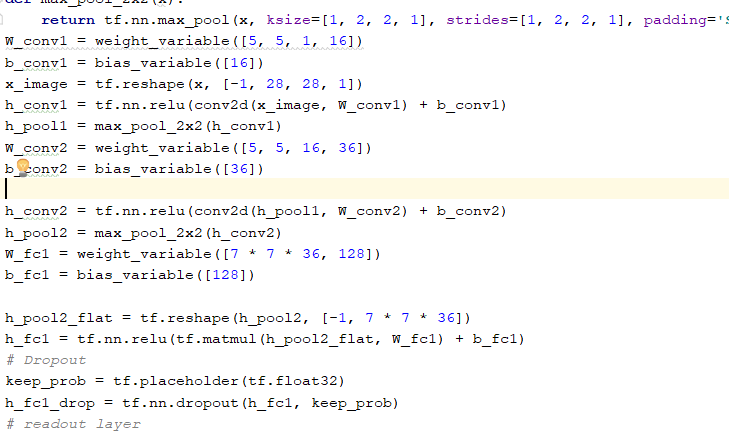 def max_pool_2x2(x):
    return tf.nn.max_pool(x, ksize=[1, 2, 2, 1], strides=[1, 2, 2, 1], padding='S
W_conv1 = weight_variable([5, 5, 1, 16])
b_conv1 = bias_variable([16])
x_image = tf.reshape(x, [-1, 28, 28, 1])
h_conv1 = tf.nn.relu(conv2d(x_image, W_conv1) + b_conv1)
h_pool1 = max_pool_2x2(h_conv1)
W_conv2 = weight_variable([5, 5, 16, 36])
b_conv2 = bias_variable([36])
h_conv2 = tf.nn.relu(conv2d(h_pool1, W_conv2) + b_conv2)
h_pool2 = max_pool_2x2(h_conv2)
W_fc1 = weight_variable([7 * 7 * 36, 128])
b_fc1 = bias_variable([128])
h_pool2_flat = tf.reshape(h_pool2, [-1, 7 * 7 * 36])
h_fc1 = tf.nn.relu(tf.matmul(h_pool2_flat, W_fc1) + b_fc1)
# Dropout
keep_prob = tf.placeholder(tf.float32)
h_fc1_drop = tf.nn.dropout(h_fc1, keep_prob)
# readout layer